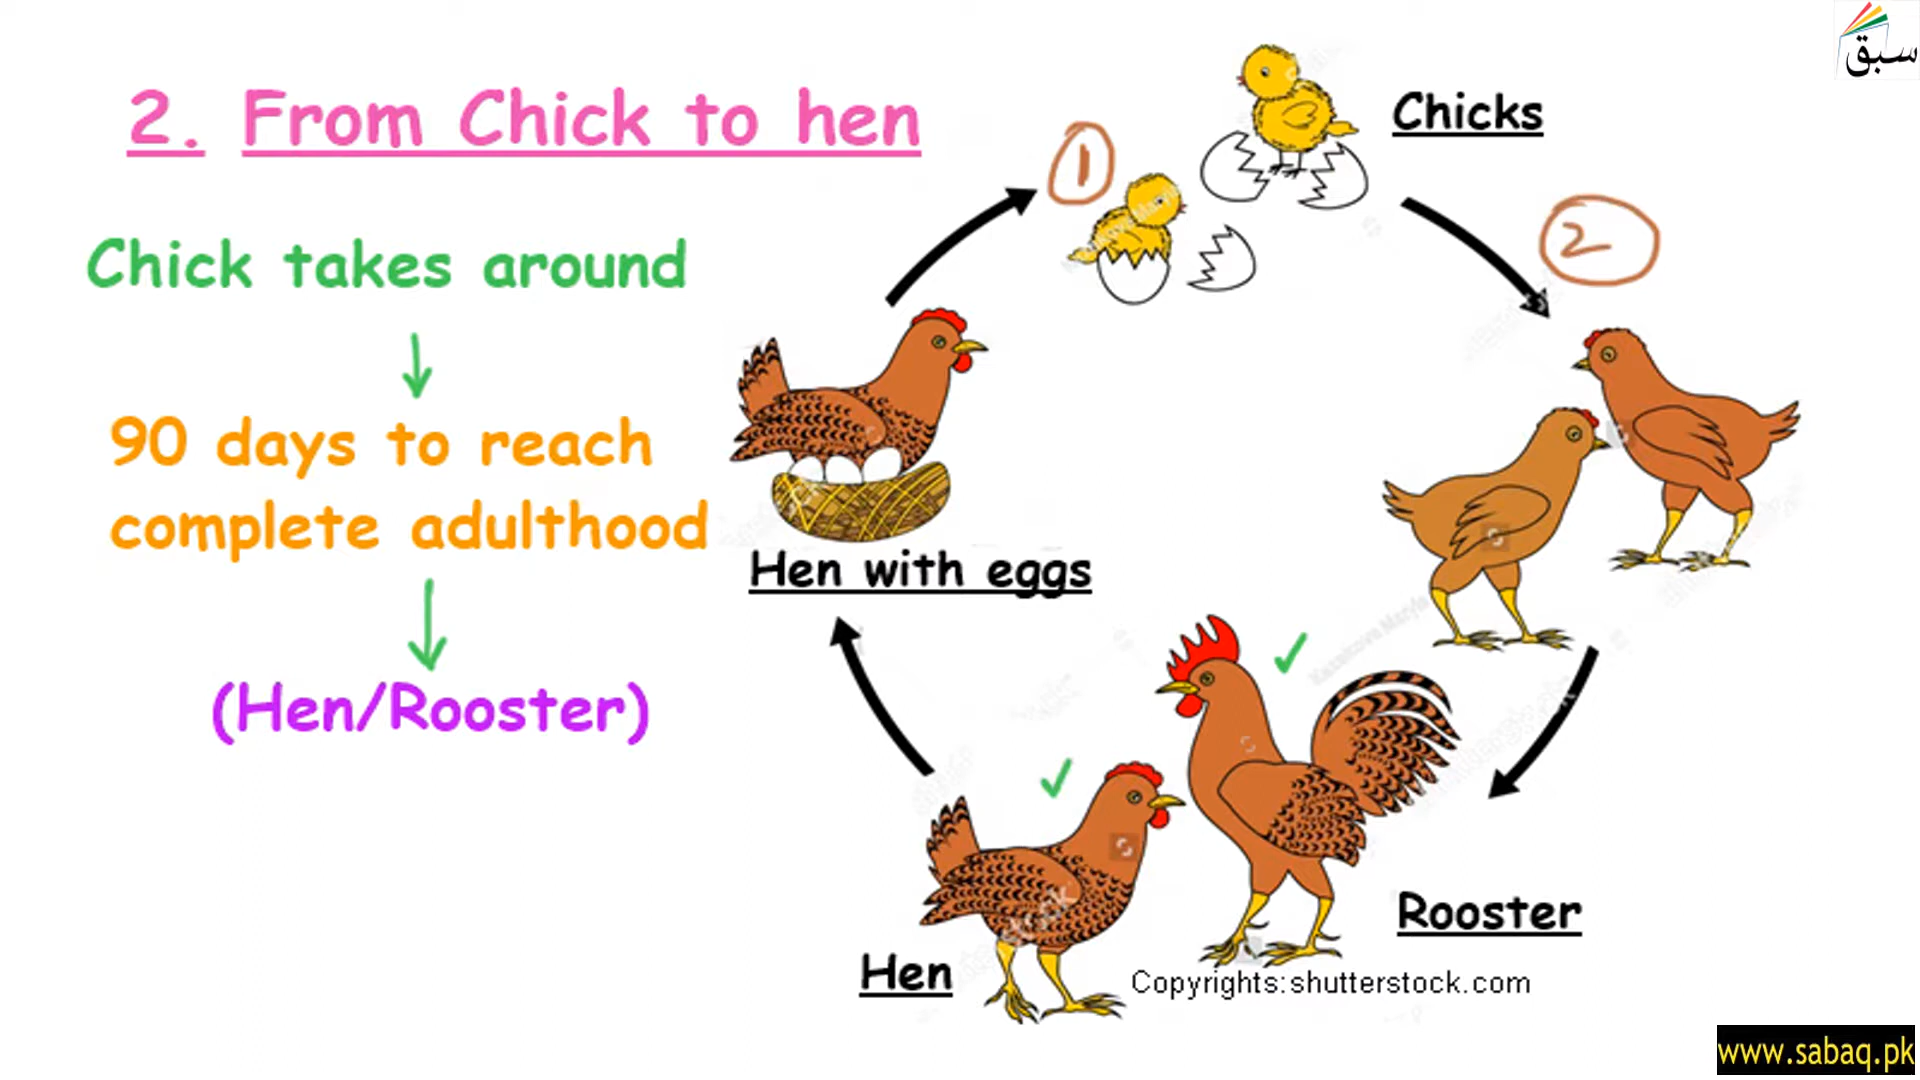 سبق
2. From Chick to hen
Chicks
1
2
Chick takes around
90 days to reach
complete adulthood
(Hen/Rooster)
Hen with eggs
Rooster
Hen
Copyrights:shutterstock.com
www.sabaq.pk